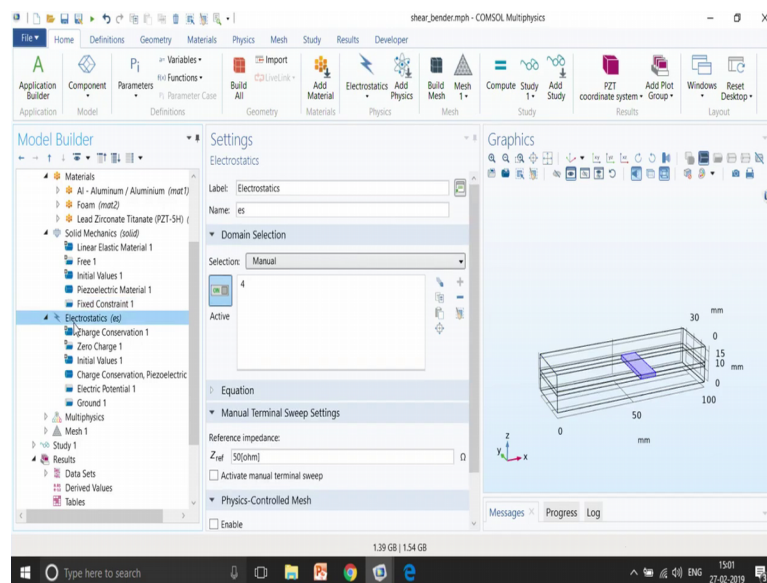 shear_bender.mph - COMSOL Multiphysics
File
Home
Definitions
Geometry
Materials
Physics
Mesh
Study
Results
Developer
Application Builder
Component
Parameters
Pi
a= Variables
f(x) Functions
Pi Parameter Case
Build All
Import
LiveLink
Add Material
Electrostatics
Add Physics
Build Mesh
Mesh 1
Compute
Study 1
Add Study
PZT coordinate system
Add Plot Group
Windows
Reset Desktop
Application
Model
Definitions
Geometry
Materials
Physics
Mesh
Study
Results
Layout
Model Builder
Materials
Al - Aluminum / Aluminium (mat1)
Foam (mat2)
Lead Zirconate Titanate (PZT-5H) (
Solid Mechanics (solid)
Linear Elastic Material 1
Free 1
Initial Values 1
Piezoelectric Material 1
Fixed Constraint 1
Electrostatics (es)
Charge Conservation 1
Zero Charge 1
Initial Values 1
Charge Conservation, Piezoelectric
Electric Potential 1
Ground 1
Multiphysics
Mesh 1
Study 1
Results
Data Sets
Derived Values
Tables
Settings
Electrostatics
Label: Electrostatics
Name: es
Domain Selection
Selection: Manual
4
Active
Equation
Manual Terminal Sweep Settings
Reference impedance:
Zref 50[ohm] Ω
Activate manual terminal sweep
Physics-Controlled Mesh
Enable
Graphics
30 mm
0
15
10 mm
0
100
50
0
mm
z
y x
Messages
Progress
Log
1.39 GB | 1.54 GB
Type here to search
ENG
15:01
27-02-2019